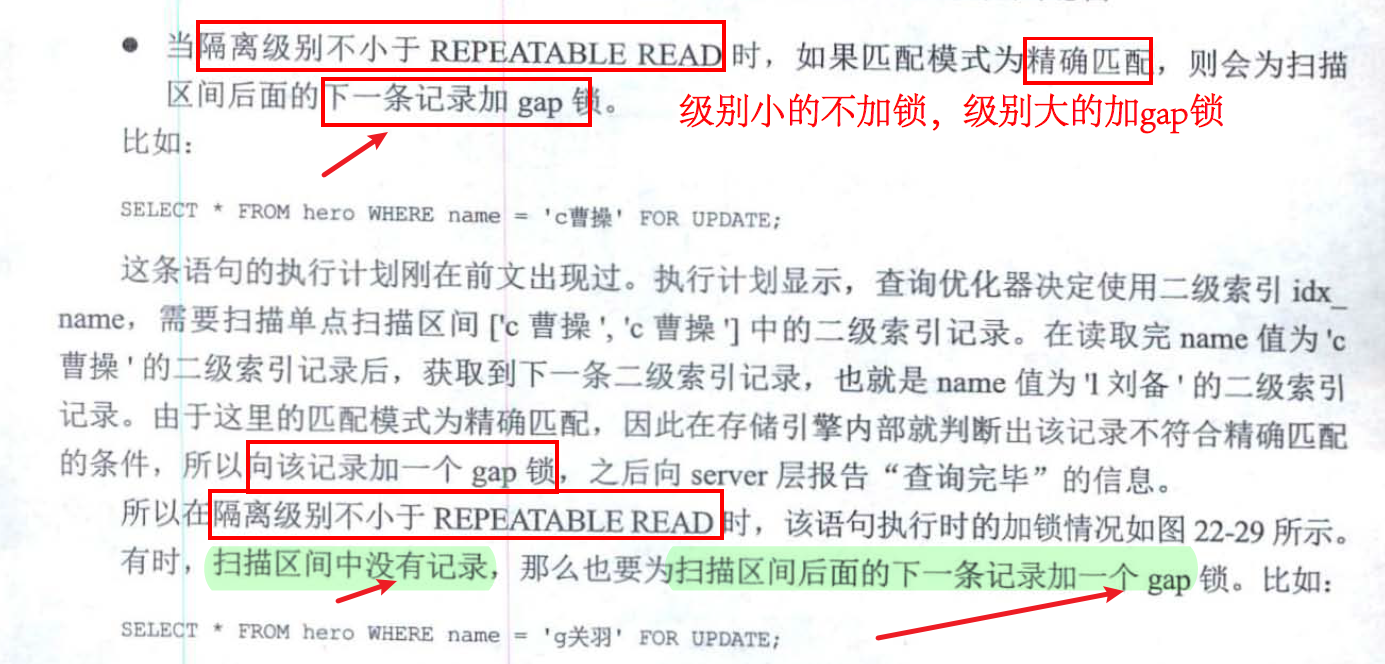 ● 当隔离级别不小于 REPEATABLE READ 时，如果匹配模式为精确匹配，则会为扫描
区间后面的下一条记录加 gap 锁。
级别小的不加锁，级别大的加gap锁
比如：
SELECT * FROM hero WHERE name = 'c曹操' FOR UPDATE;
这条语句的执行计划刚在前文出现过。执行计划显示，查询优化器决定使用二级索引 idx_
name，需要扫描单点扫描区间 ['c 曹操 ', 'c 曹操 '] 中的二级索引记录。在读取完 name 值为 'c
曹操 ' 的二级索引记录后，获取到下一条二级索引记录，也就是 name 值为 'l 刘备 ' 的二级索引
记录。由于这里的匹配模式为精确匹配，因此在存储引擎内部就判断出该记录不符合精确匹配
的条件，所以向该记录加一个 gap 锁，之后向 server 层报告“查询完毕”的信息。
所以在隔离级别不小于 REPEATABLE READ 时，该语句执行时的加锁情况如图 22-29 所示。
有时，扫描区间中没有记录，那么也要为扫描区间后面的下一条记录加一个 gap 锁。比如：
SELECT * FROM hero WHERE name = 'g关羽' FOR UPDATE;